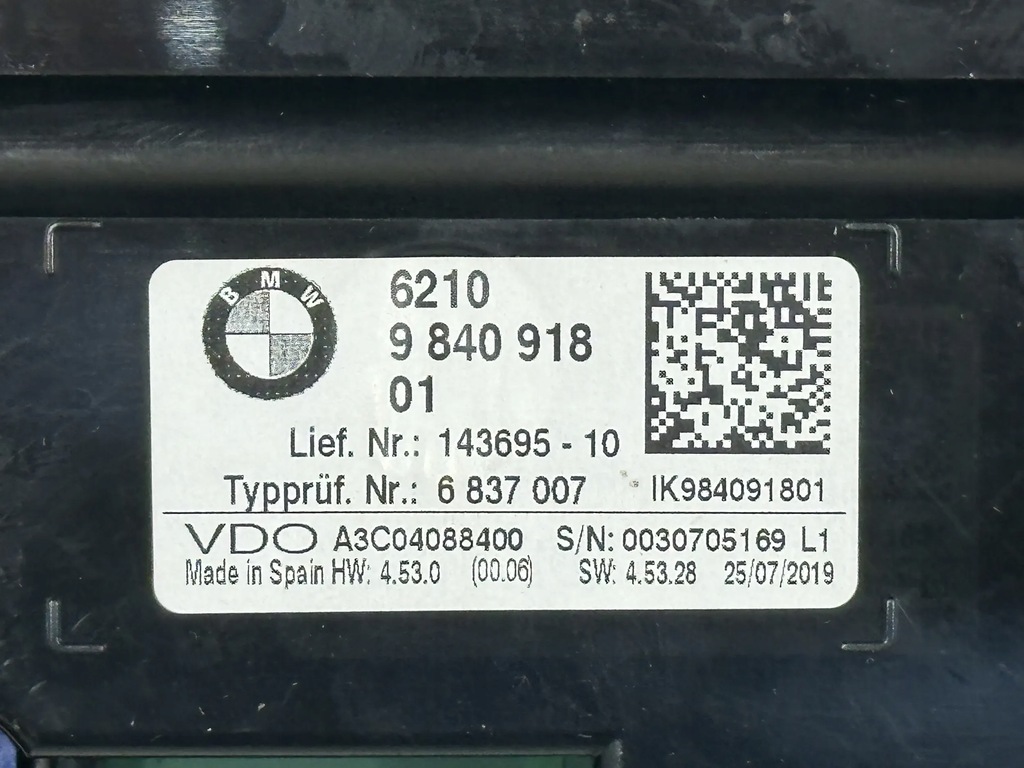 BMW
6210
9 840 918
01
Lief. Nr.: 143695 - 10
Typprüf. Nr.: 6 837 007
IK984091801
VDO A3C04088400 S/N: 0030705169 L1
Made in Spain HW: 4.53.0 (00.06) SW: 4.53.28 25/07/2019